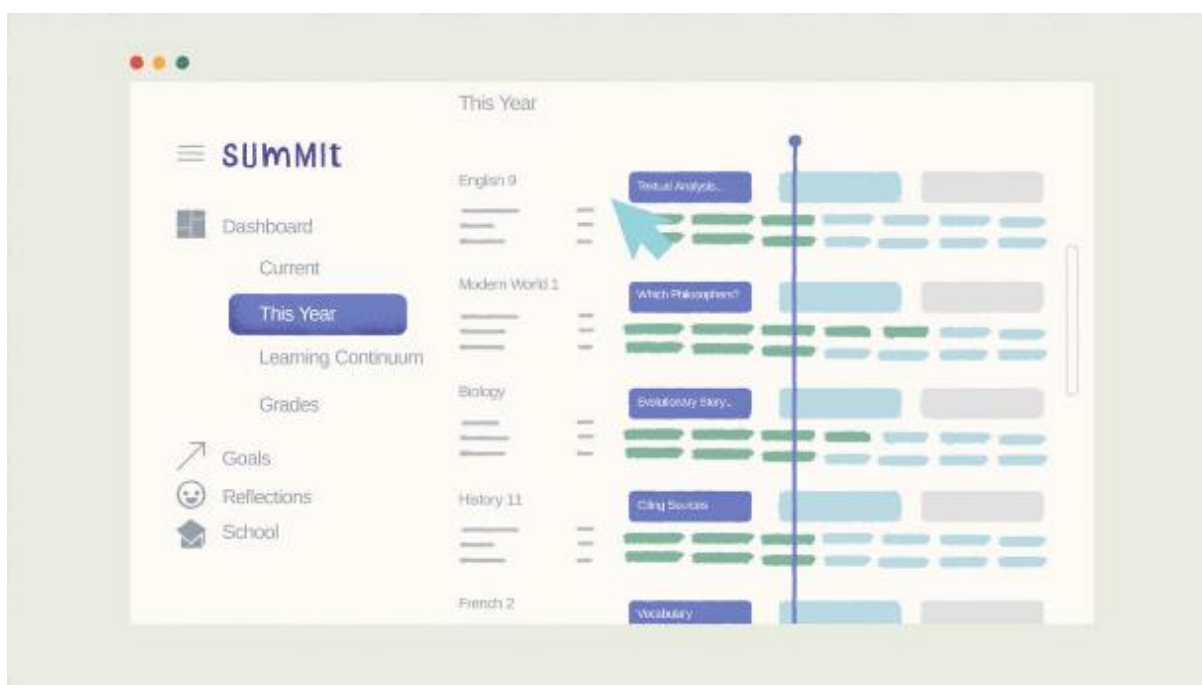 This Year
SUMMIt
Dashboard
Current
This Year
Learning Continuum
Grades
Goals
Reflections
School
English 9
Textual Analysis...
Modern World 1
Which Philosophers?
Biology
Evolutionary Story...
History 11
Citing Sources
French 2
Vocabulary